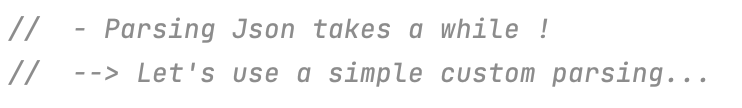 //  - Parsing Json takes a while !
//  --> Let's use a simple custom parsing...